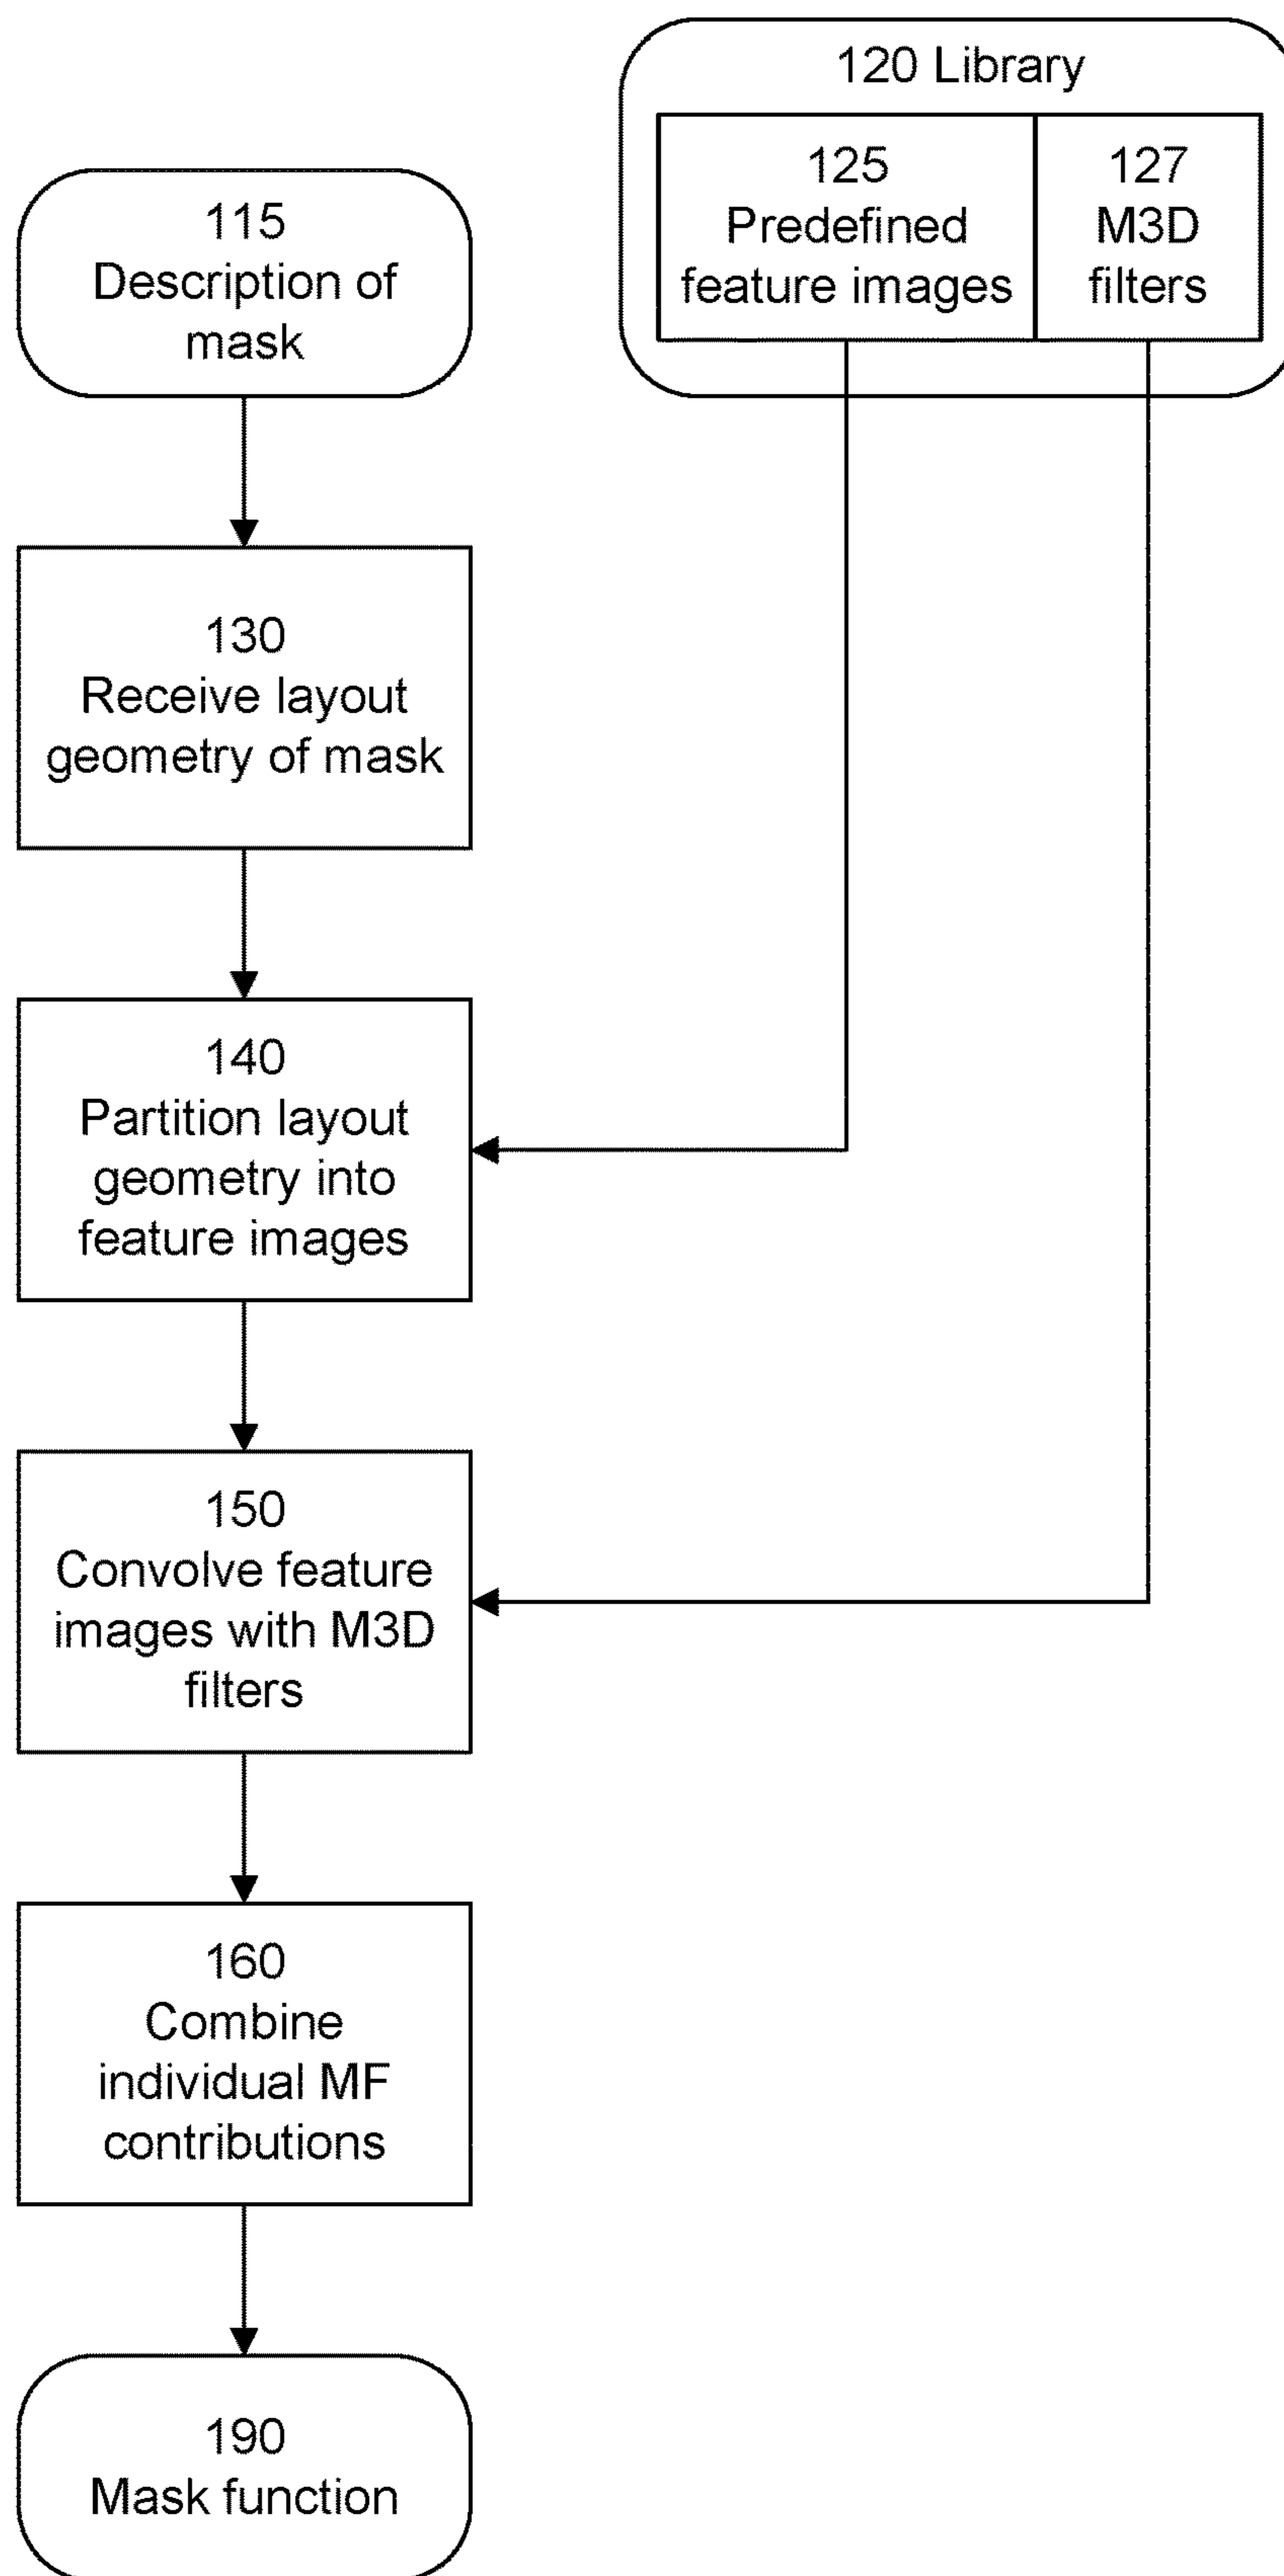 120 Library
125
Predefined
feature images
127
M3D
filters
115
Description of
mask
130
Receive layout
geometry of mask
140
Partition layout
geometry into
feature images
150
Convolve feature
images with M3D
filters
160
Combine
individual MF
contributions
190
Mask function